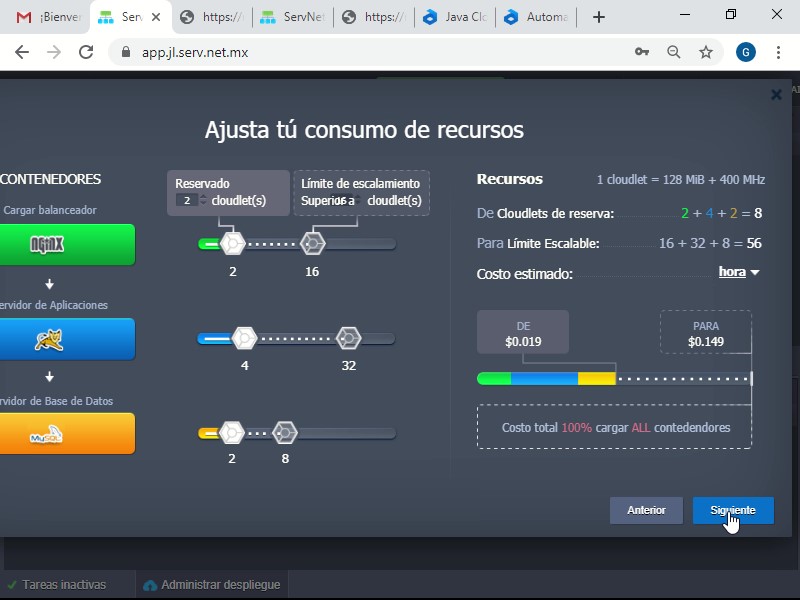 ¡Bienve
Serv
https:/
ServNet
https:/
Java Clo
Automa
app.jl.serv.net.mx
G
Ajusta tú consumo de recursos
CONTENEDORES
Cargar balanceador
NGINX
ervidor de Aplicaciones
rvidor de Base de Datos
MySQL
Reservado
2 cloudlet(s)
Límite de escalamiento
Superior a 16 cloudlet(s)
2 16
4 32
2 8
Recursos 1 cloudlet = 128 MiB + 400 MHz
De Cloudlets de reserva: 2 + 4 + 2 = 8
Para Límite Escalable: 16 + 32 + 8 = 56
Costo estimado: hora
DE
$0.019
PARA
$0.149
Costo total 100% cargar ALL contedendores
Anterior
Siguiente
Tareas inactivas
Administrar despliegue